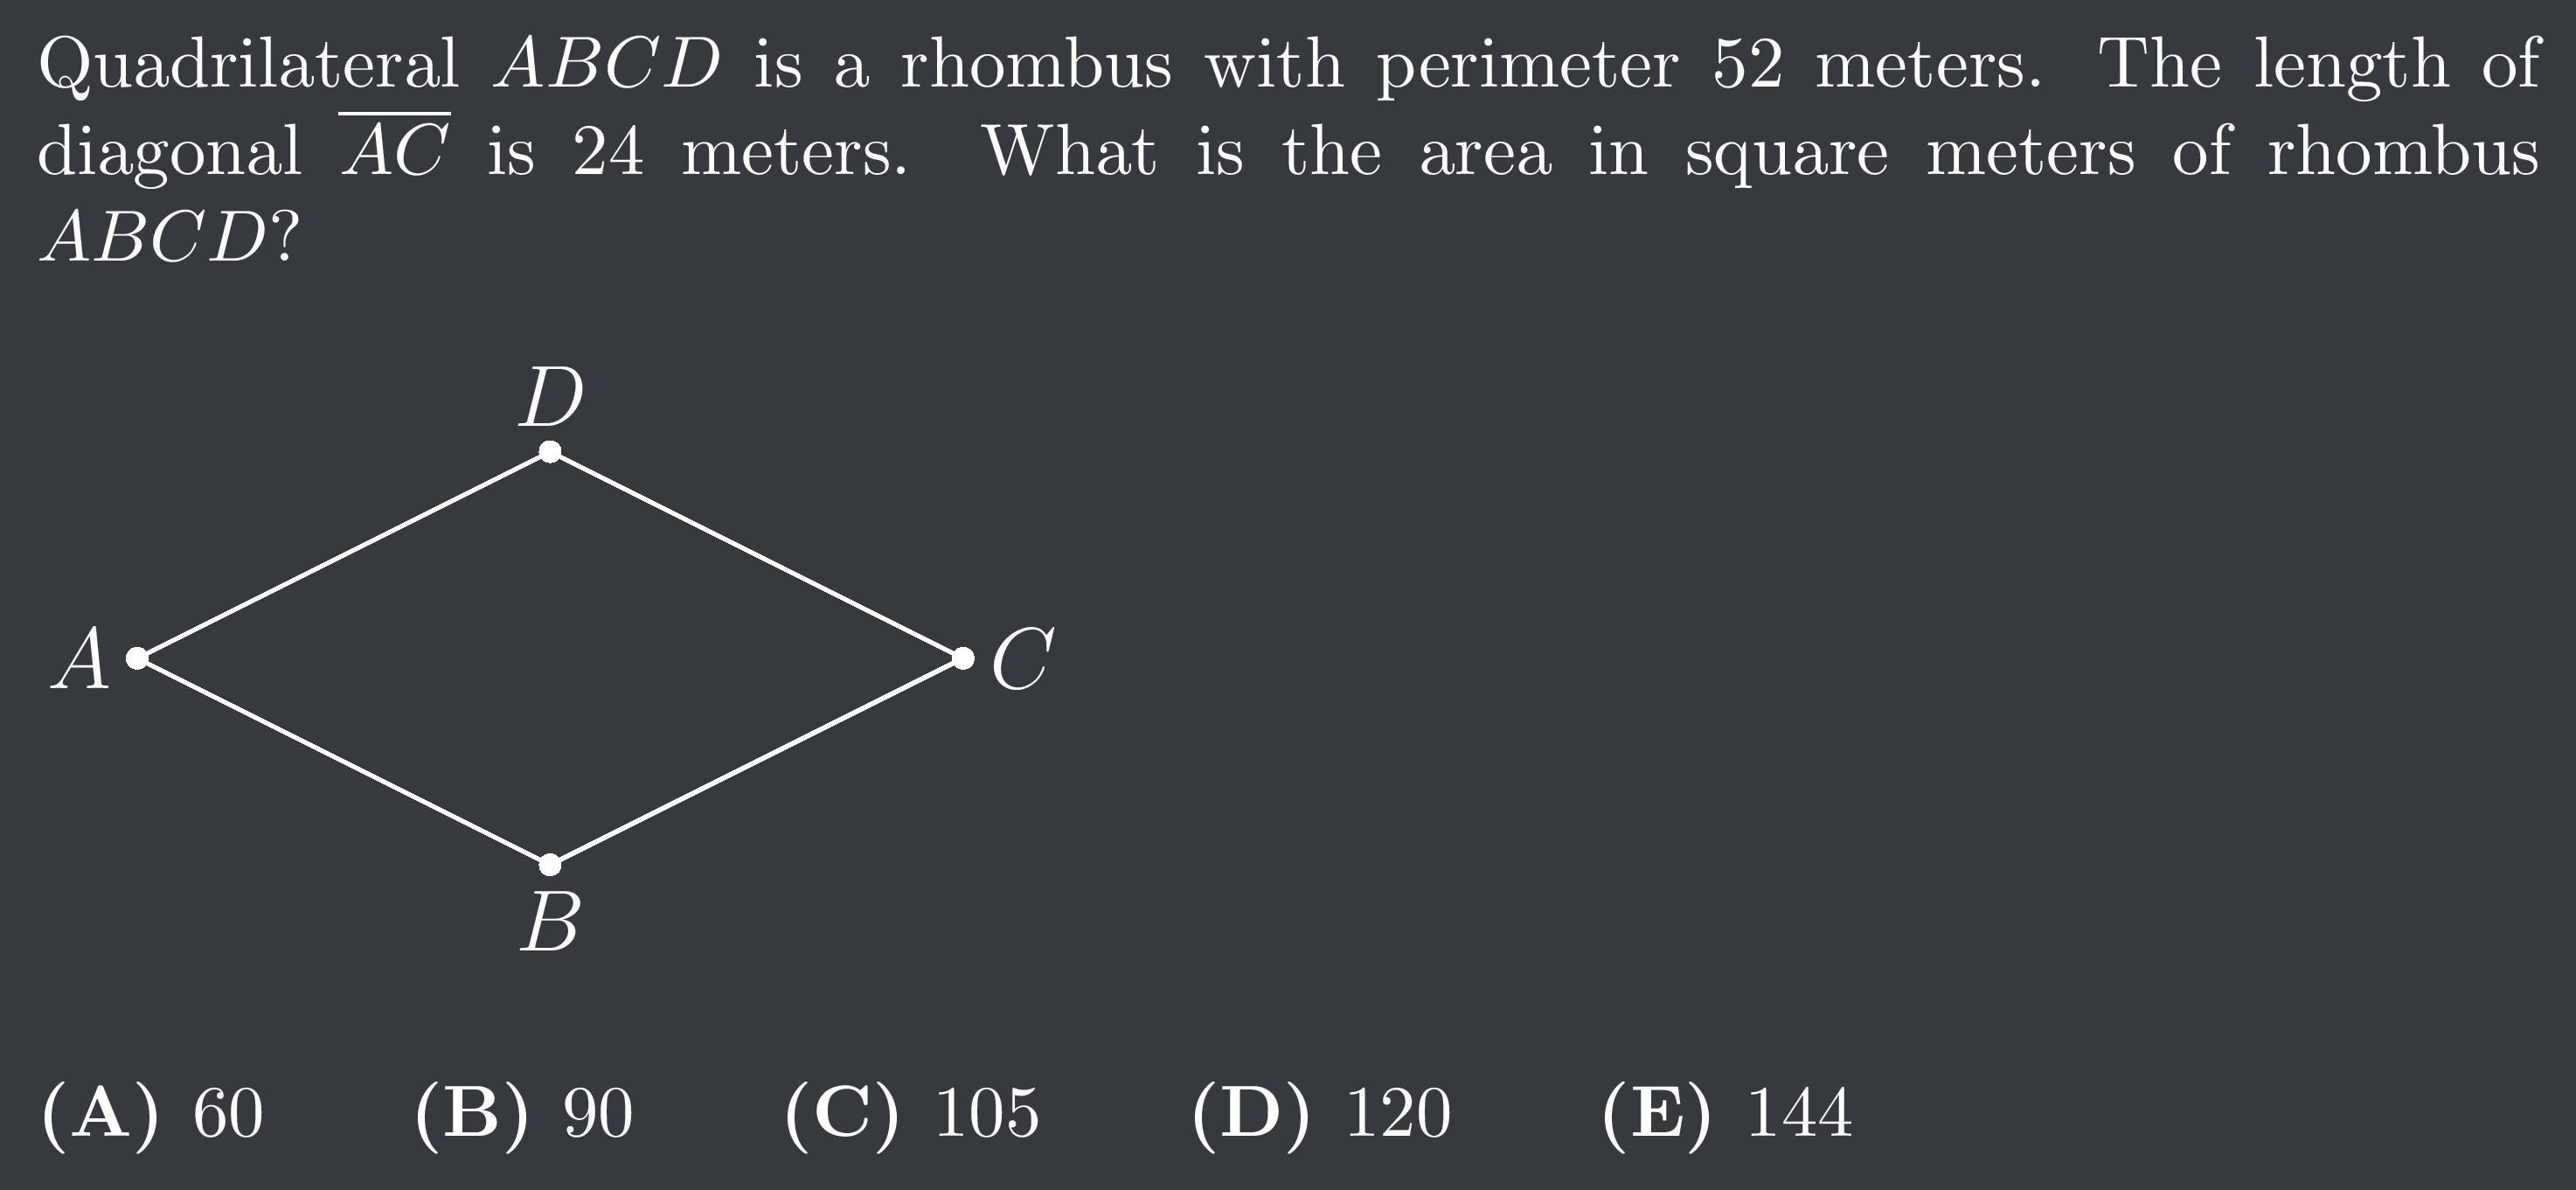 Quadrilateral ABCD is a rhombus with perimeter 52 meters. The length of
diagonal \overline{AC} is 24 meters. What is the area in square meters of rhombus
ABCD?
D
A
C
B
(A) 60 (B) 90 (C) 105 (D) 120 (E) 144